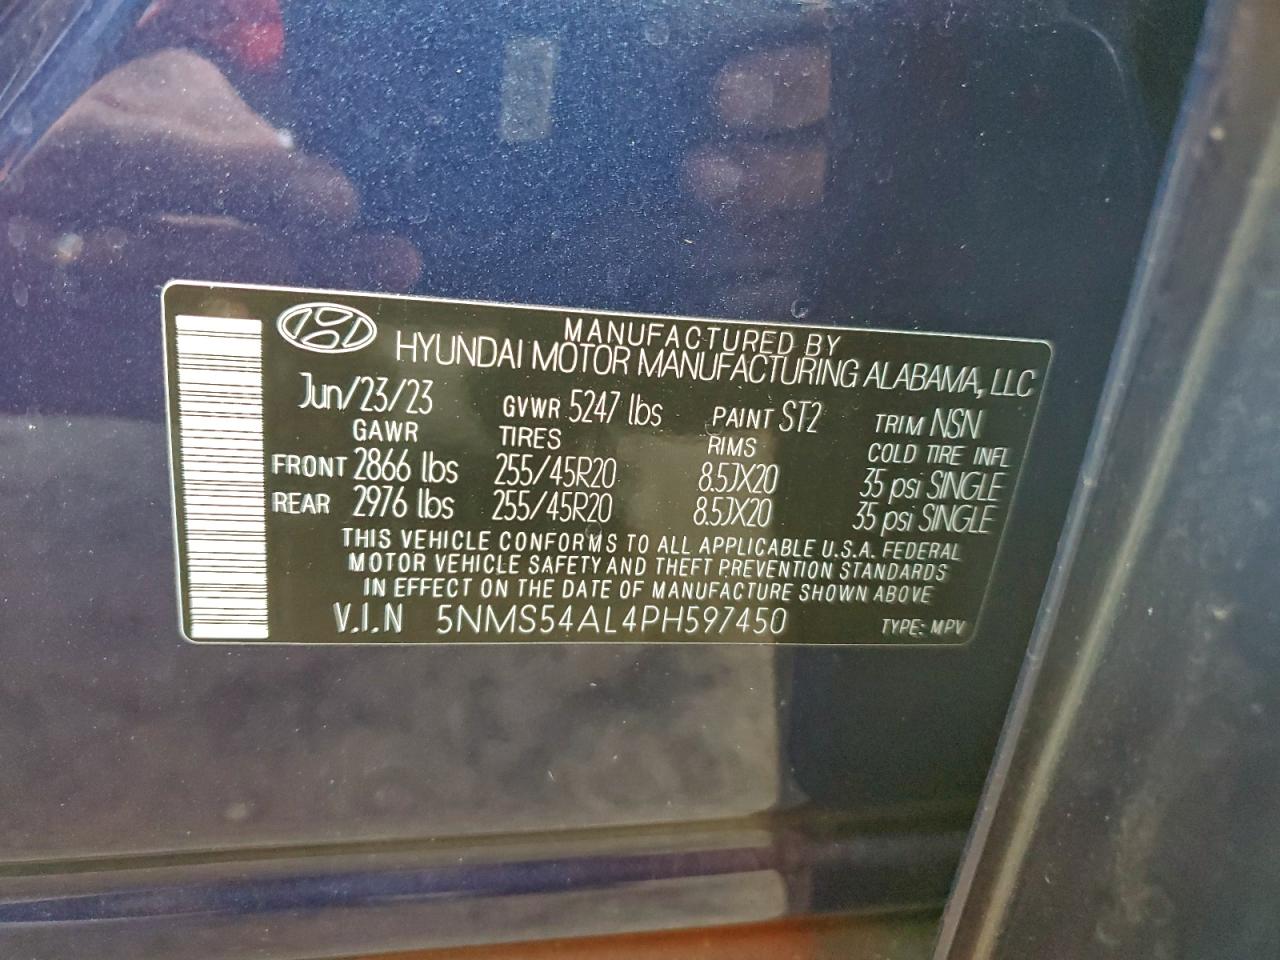 MANUFACTURED BY
HYUNDAI MOTOR MANUFACTURING ALABAMA, LLC
Jun/23/23 GVWR 5247 lbs PAINT ST2 TRIM NSN
GAWR TIRES RIMS COLD TIRE INFL
FRONT 2866 lbs 255/45R20 8.5JX20 35 psi SINGLE
REAR 2976 lbs 255/45R20 8.5JX20 35 psi SINGLE
THIS VEHICLE CONFORMS TO ALL APPLICABLE U.S.A. FEDERAL
MOTOR VEHICLE SAFETY AND THEFT PREVENTION STANDARDS
IN EFFECT ON THE DATE OF MANUFACTURE SHOWN ABOVE
V.I.N 5NMS54AL4PH597450 TYPE: MPV